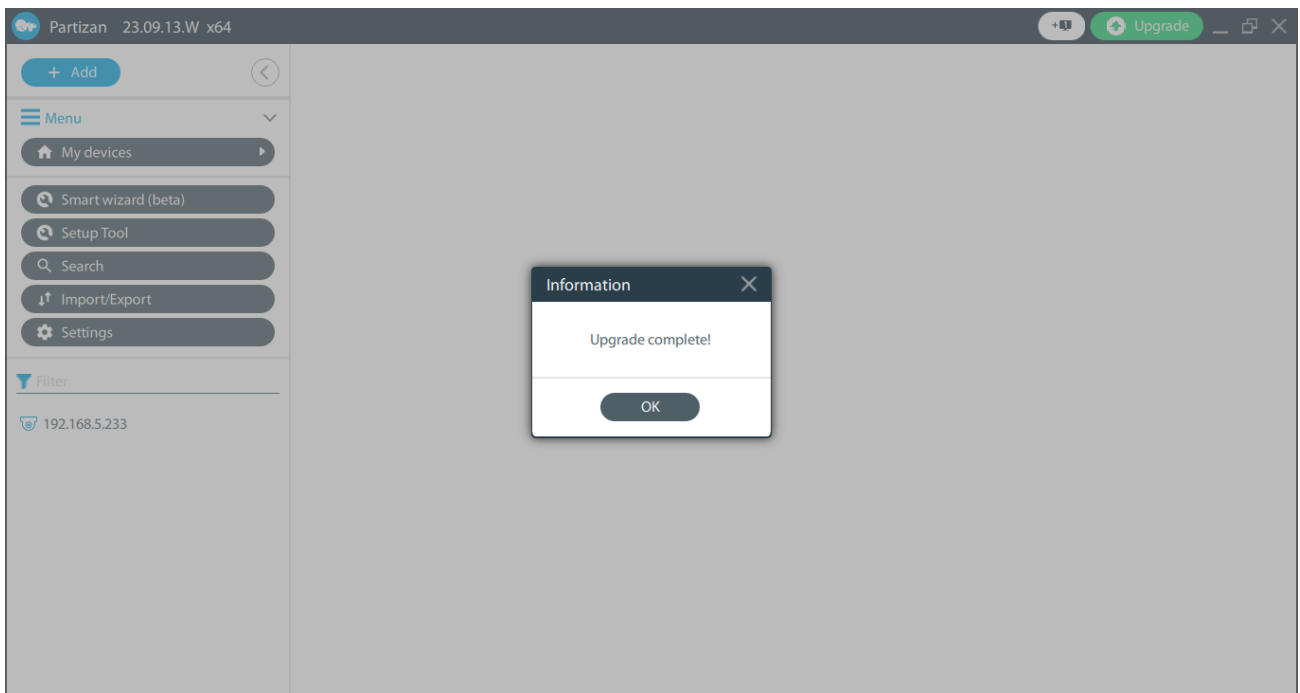 Partizan 23.09.13.W x64
Upgrade
+ Add
Menu
My devices
Smart wizard (beta)
Setup Tool
Search
Import/Export
Settings
Filter
192.168.5.233
Information
Upgrade complete!
OK